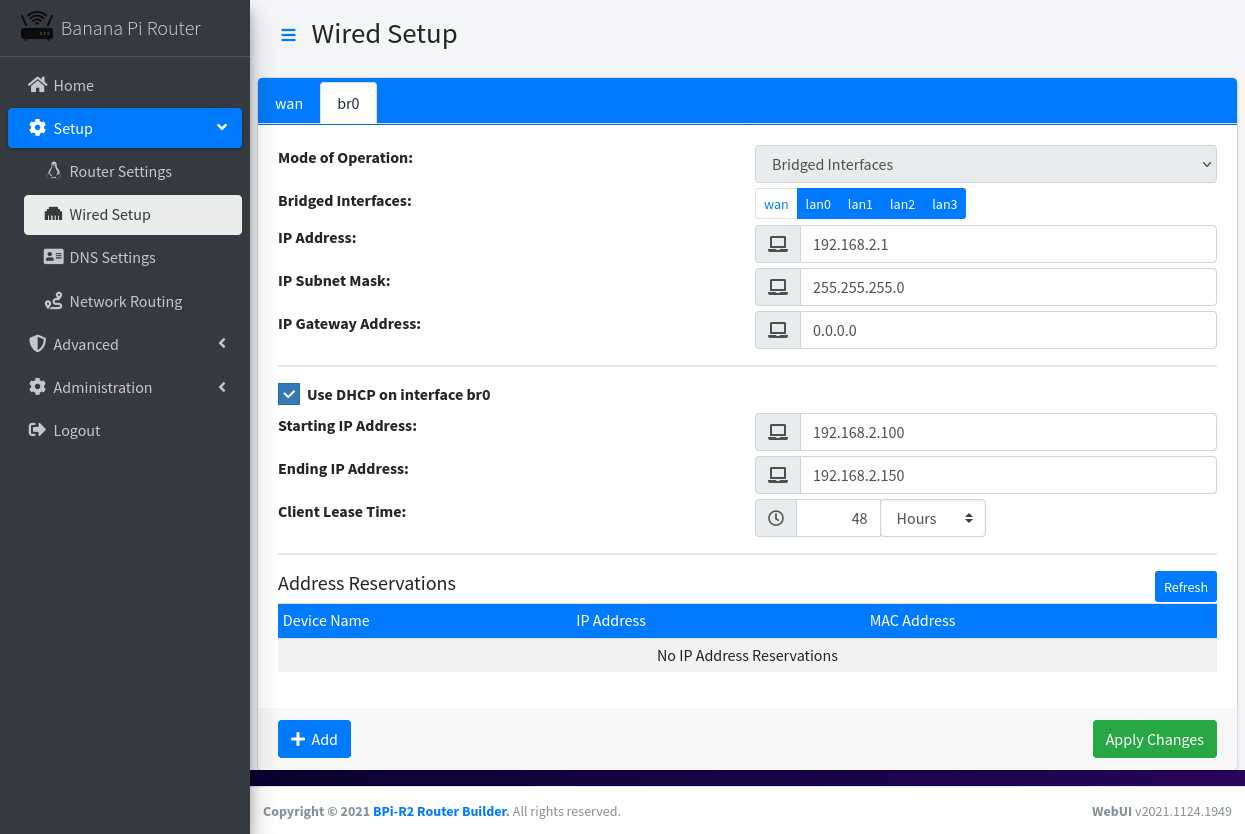 Banana Pi Router
Home
Setup
Router Settings
Wired Setup
DNS Settings
Network Routing
Advanced
Administration
Logout
Wired Setup
wan br0
Mode of Operation: Bridged Interfaces
Bridged Interfaces: wan lan0 lan1 lan2 lan3
IP Address: 192.168.2.1
IP Subnet Mask: 255.255.255.0
IP Gateway Address: 0.0.0.0
Use DHCP on interface br0
Starting IP Address: 192.168.2.100
Ending IP Address: 192.168.2.150
Client Lease Time: 48 Hours
Address Reservations Refresh
Device Name IP Address MAC Address
No IP Address Reservations
Add Apply Changes
Copyright © 2021 BPi-R2 Router Builder. All rights reserved. WebUI v2021.1124.1949